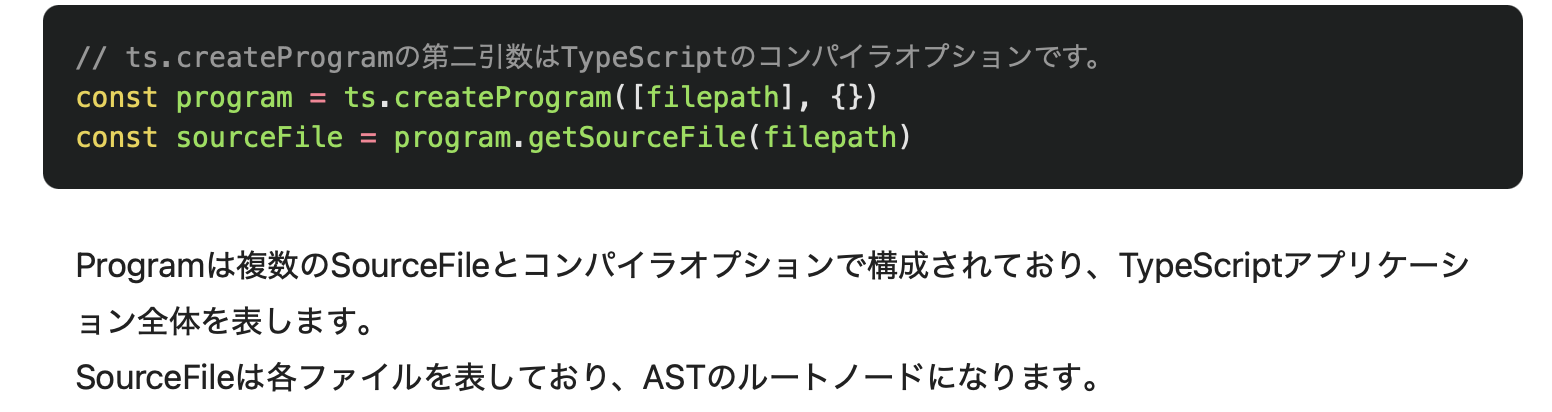 // ts.createProgramの第二引数はTypeScriptのコンパイラオプションです。
const program = ts.createProgram([filepath], {})
const sourceFile = program.getSourceFile(filepath)
Programは複数のSourceFileとコンパイラオプションで構成されており、TypeScriptアプリケーシ
ョン全体を表します。
SourceFileは各ファイルを表しており、ASTのルートノードになります。